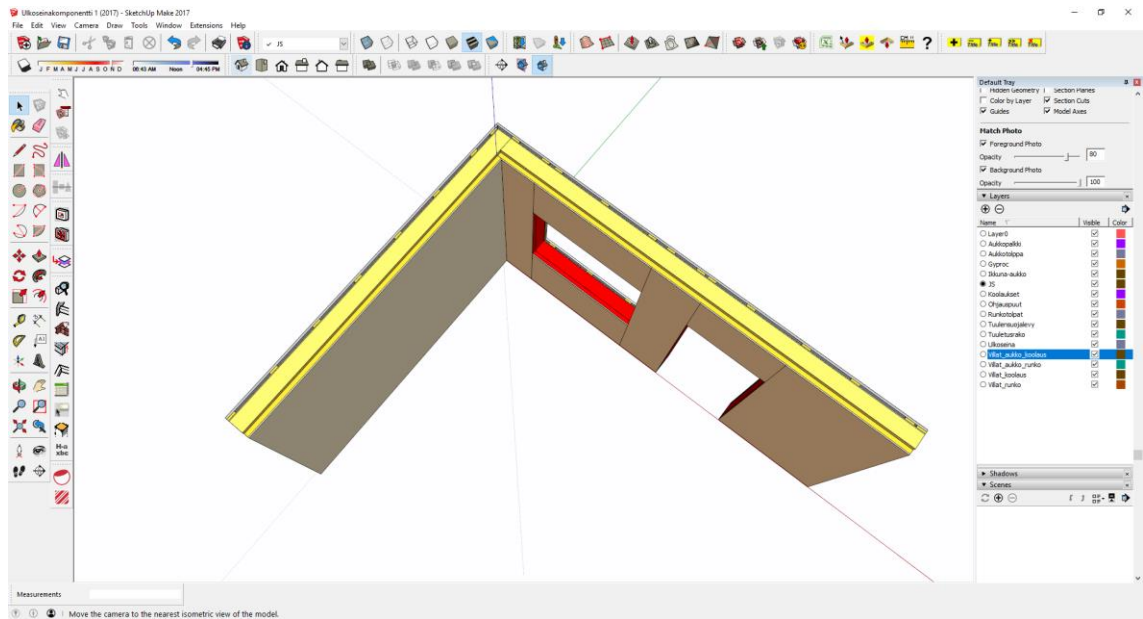 Ulkoseinakomponentti 1 (2017) - SketchUp Make 2017
File Edit View Camera Draw Tools Window Extensions Help
JS
J F M A M J J A S O N D 06:43 AM Noon 04:45 PM
Default Tray
Hidden Geometry Section Planes
Color by Layer Section Cuts
Guides Model Axes
Match Photo
Foreground Photo
Opacity 80
Background Photo
Opacity 100
Layers
Name Visible Color
Layer0
Aukkopalkki
Aukkotolppa
Gyproc
Ikkuna-aukko
JS
Koolaukset
Ohjauspuut
Runkotolpat
Tuulensuojalevy
Tuuletusrako
Ulkoseina
Villat_aukko_koolaus
Villat_aukko_runko
Villat_koolaus
Villat_runko
Shadows
Scenes
Measurements
Move the camera to the nearest isometric view of the model.